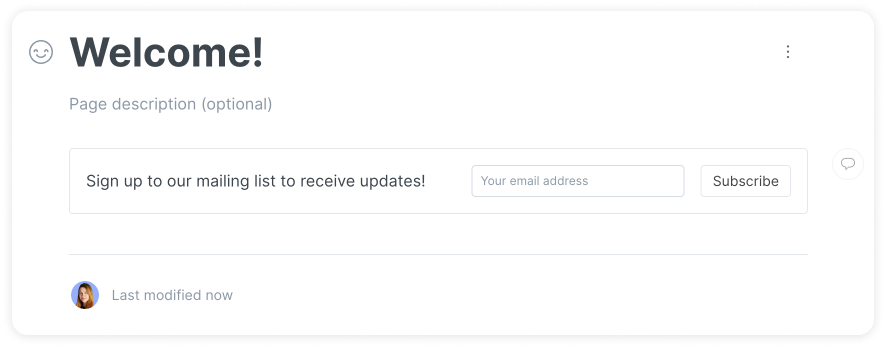 Welcome!
Page description (optional)
Sign up to our mailing list to receive updates! Your email address Subscribe
Last modified now